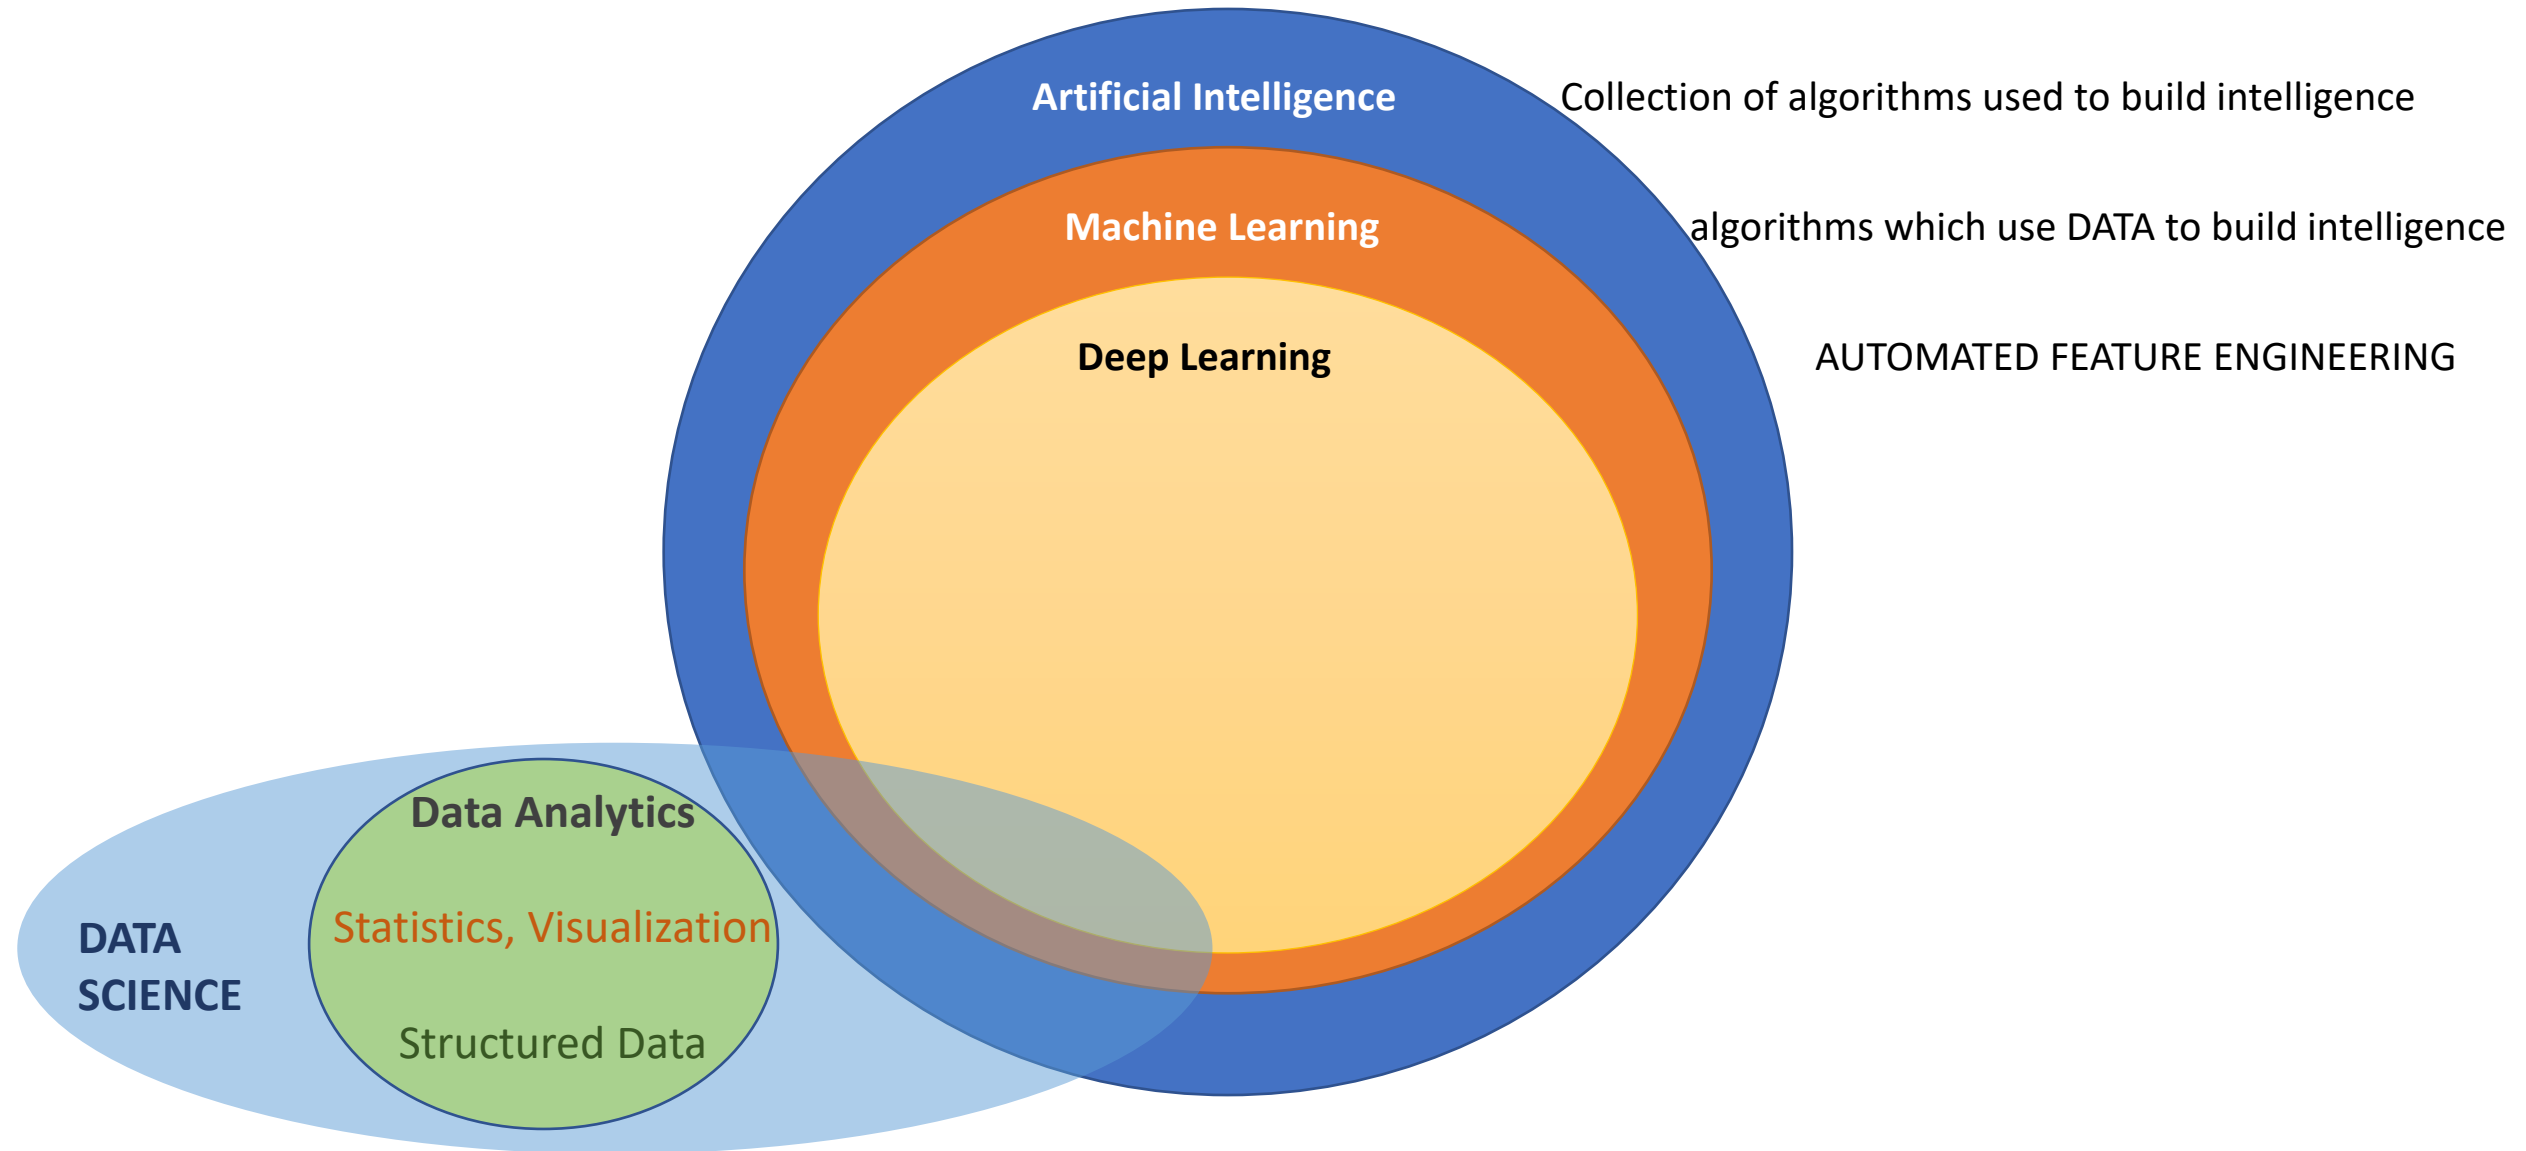 Artificial Intelligence
Collection of algorithms used to build intelligence
Machine Learning
algorithms which use DATA to build intelligence
Deep Learning
AUTOMATED FEATURE ENGINEERING
Data Analytics
Statistics, Visualization
Structured Data
DATA
SCIENCE